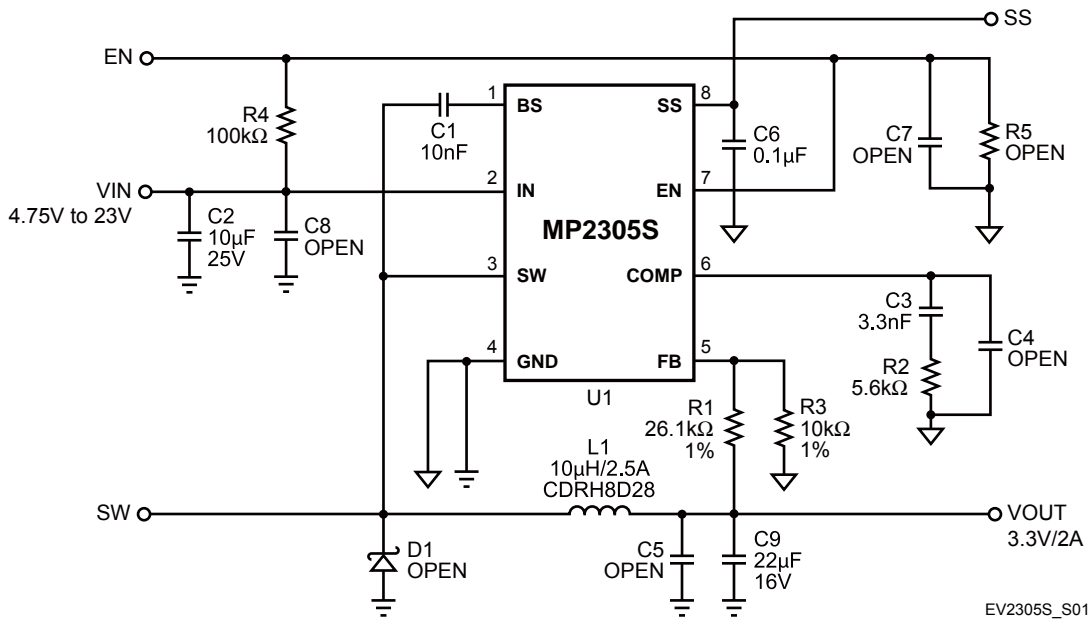 SS
EN
R4
100kΩ
1
BS
C1
10nF
SS
8
C6
0.1µF
C7
OPEN
R5
OPEN
VIN
4.75V to 23V
2
IN
EN
7
C2
10µF
25V
C8
OPEN
MP2305S
3
SW
COMP
6
C3
3.3nF
C4
OPEN
R2
5.6kΩ
4
GND
FB
5
U1
R1
26.1kΩ
1%
R3
10kΩ
1%
L1
10µH/2.5A
CDRH8D28
SW
VOUT
3.3V/2A
D1
OPEN
C5
OPEN
C9
22µF
16V
EV2305S_S01